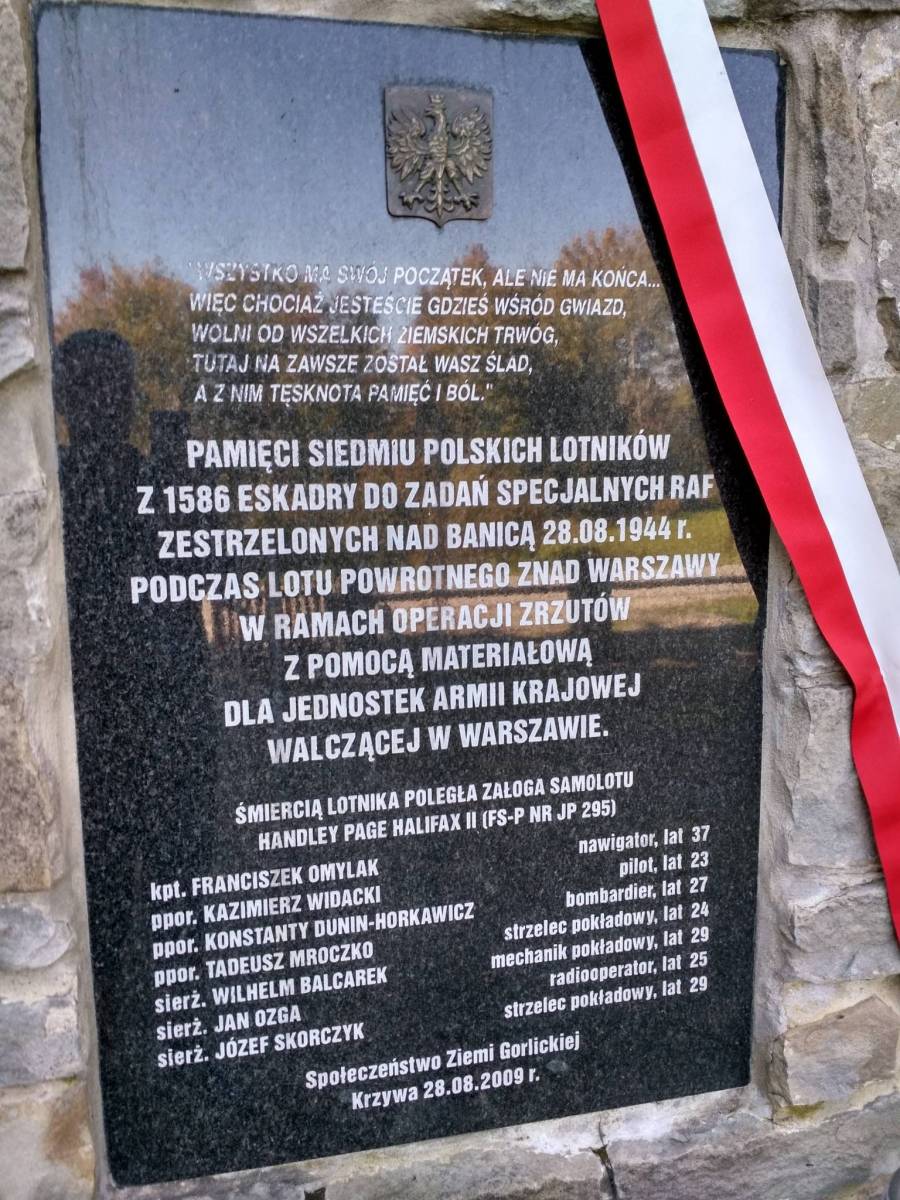 "WSZYSTKO MA SWÓJ POCZĄTEK, ALE NIE MA KOŃCA...
WIĘC CHOCIAŻ JESTEŚCIE GDZIEŚ WŚRÓD GWIAZD,
WOLNI OD WSZELKICH ZIEMSKICH TRWÓG,
TUTAJ NA ZAWSZE ZOSTAŁ WASZ ŚLAD,
A Z NIM TĘSKNOTA PAMIĘĆ I BÓL."
PAMIĘCI SIEDMIU POLSKICH LOTNIKÓW
Z 1586 ESKADRY DO ZADAŃ SPECJALNYCH RAF
ZESTRZELONYCH NAD BANICĄ 28.08.1944 r.
PODCZAS LOTU POWROTNEGO ZNAD WARSZAWY
W RAMACH OPERACJI ZRZUTÓW
Z POMOCĄ MATERIAŁOWĄ
DLA JEDNOSTEK ARMII KRAJOWEJ
WALCZĄCEJ W WARSZAWIE.
ŚMIERCIĄ LOTNIKA POLEGŁA ZAŁOGA SAMOLOTU
HANDLEY PAGE HALIFAX II (FS-P NR JP 295)
kpt. FRANCISZEK OMYLAK nawigator, lat 37
ppor. KAZIMIERZ WIDACKI pilot, lat 23
ppor. KONSTANTY DUNIN-HORKAWICZ bombardier, lat 27
ppor. TADEUSZ MROCZKO strzelec pokładowy, lat 24
sierż. WILHELM BALCAREK mechanik pokładowy, lat 29
sierż. JAN OZGA radiooperator, lat 25
sierż. JÓZEF SKORCZYK strzelec pokładowy, lat 29
Społeczeństwo Ziemi Gorlickiej
Krzywa 28.08.2009 r.